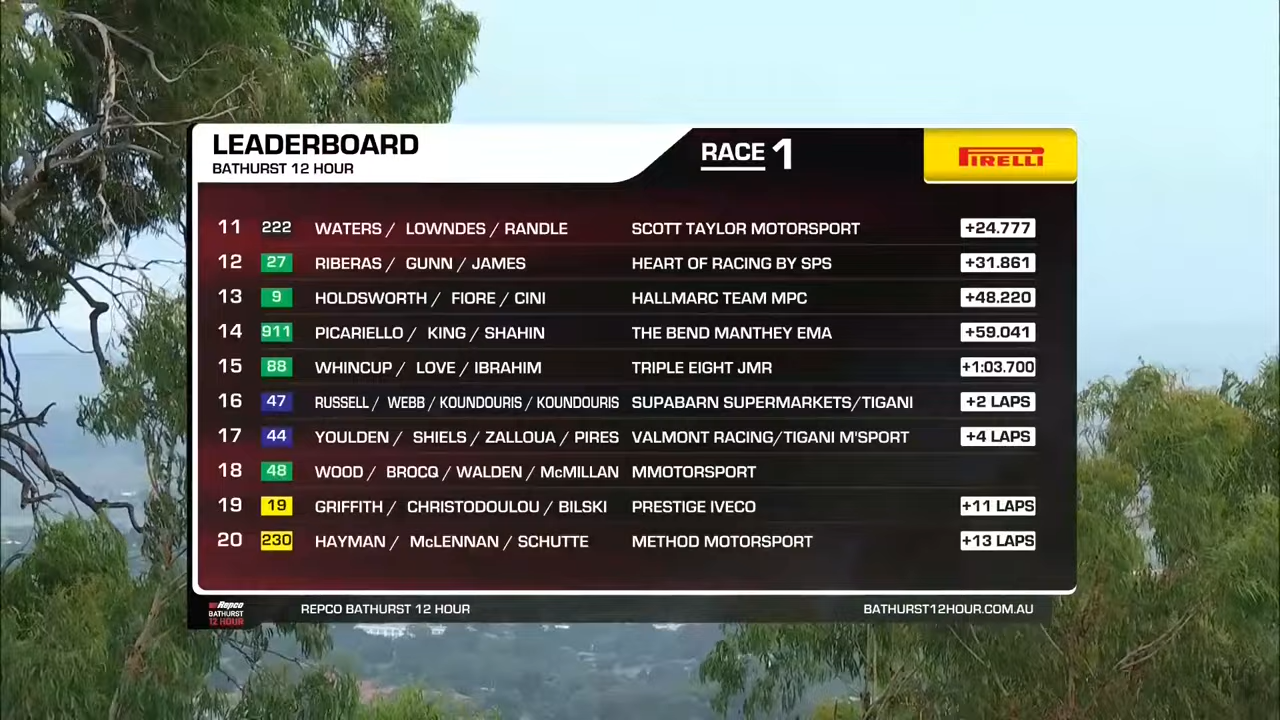 LEADERBOARD
BATHURST 12 HOUR
RACE 1
PIRELLI
11 222 WATERS / LOWNDES / RANDLE SCOTT TAYLOR MOTORSPORT +24.777
12 27 RIBERAS / GUNN / JAMES HEART OF RACING BY SPS +31.861
13 9 HOLDSWORTH / FIORE / CINI HALLMARC TEAM MPC +48.220
14 911 PICARIELLO / KING / SHAHIN THE BEND MANTHEY EMA +59.041
15 88 WHINCUP / LOVE / IBRAHIM TRIPLE EIGHT JMR +1:03.700
16 47 RUSSELL / WEBB / KOUNDOURIS / KOUNDOURIS SUPABARN SUPERMARKETS/TIGANI +2 LAPS
17 44 YOULDEN / SHIELS / ZALLOUA / PIRES VALMONT RACING/TIGANI M'SPORT +4 LAPS
18 48 WOOD / BROCQ / WALDEN / McMILLAN MMOTORSPORT
19 19 GRIFFITH / CHRISTODOULOU / BILSKI PRESTIGE IVECO +11 LAPS
20 230 HAYMAN / McLENNAN / SCHUTTE METHOD MOTORSPORT +13 LAPS
Repco
BATHURST
12 HOUR
REPCO BATHURST 12 HOUR
BATHURST12HOUR.COM.AU